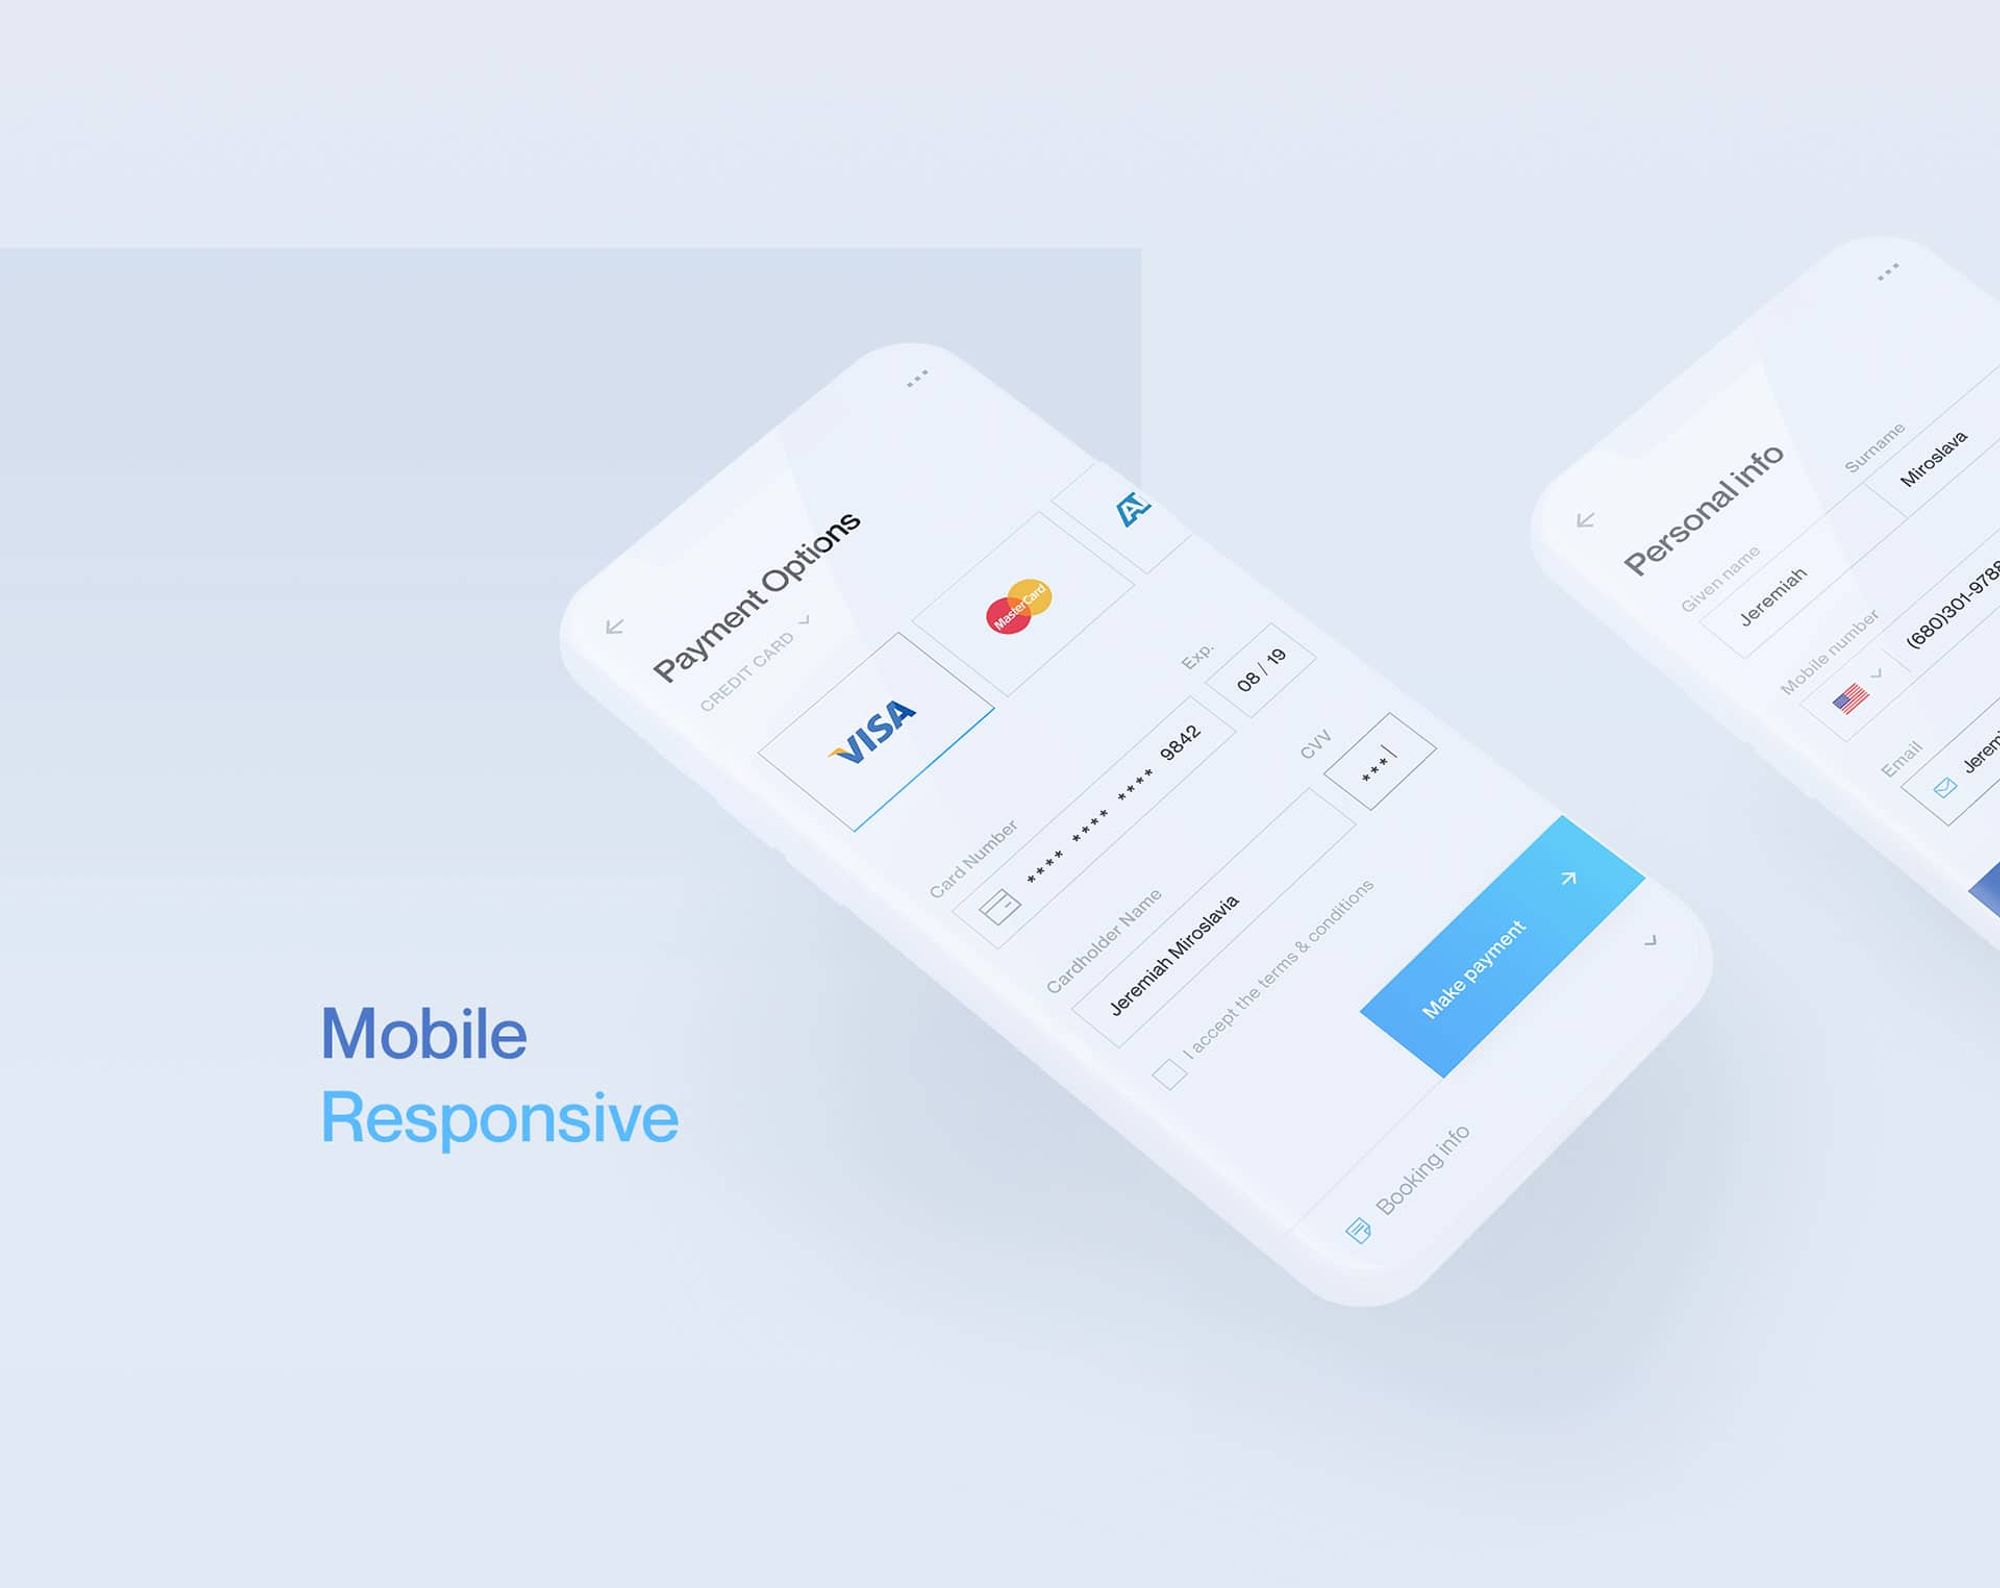 Mobile
Responsive
Payment Options
CREDIT CARD
VISA
MasterCard
Card Number
**** **** **** 9842
Exp.
08 / 19
Cardholder Name
Jeremiah Miroslavia
CVV
***
I accept the terms & conditions
Make payment
Booking info
Personal info
Given name
Jeremiah
Surname
Miroslava
Mobile number
(680)301-9788
Email